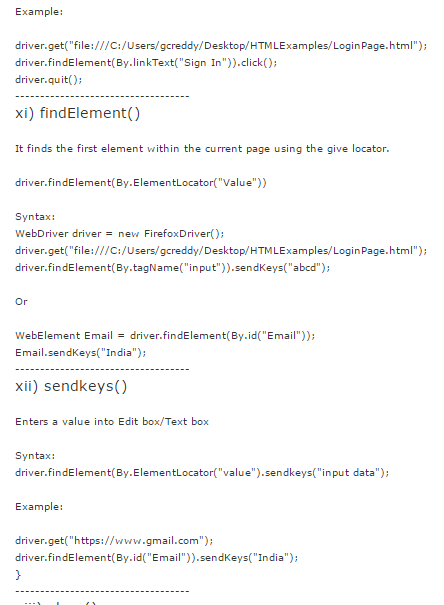 Example:
driver.get("file:///C:/Users/gcreddy/Desktop/HTMLExamples/LoginPage.html");
driver.findElement(By.linkText("Sign In")).click();
driver.quit();
-----------------------------------
xi) findElement()
It finds the first element within the current page using the give locator.
driver.findElement(By.ElementLocator("Value"))
Syntax:
WebDriver driver = new FirefoxDriver();
driver.get("file:///C:/Users/gcreddy/Desktop/HTMLExamples/LoginPage.html");
driver.findElement(By.tagName("input")).sendKeys("abcd");
Or
WebElement Email = driver.findElement(By.id("Email"));
Email.sendKeys("India");
-----------------------------------
xii) sendkeys()
Enters a value into Edit box/Text box
Syntax:
driver.findElement(By.ElementLocator("value").sendkeys("input data");
Example:
driver.get("https://www.gmail.com");
driver.findElement(By.id("Email")).sendKeys("India");
}
-----------------------------------